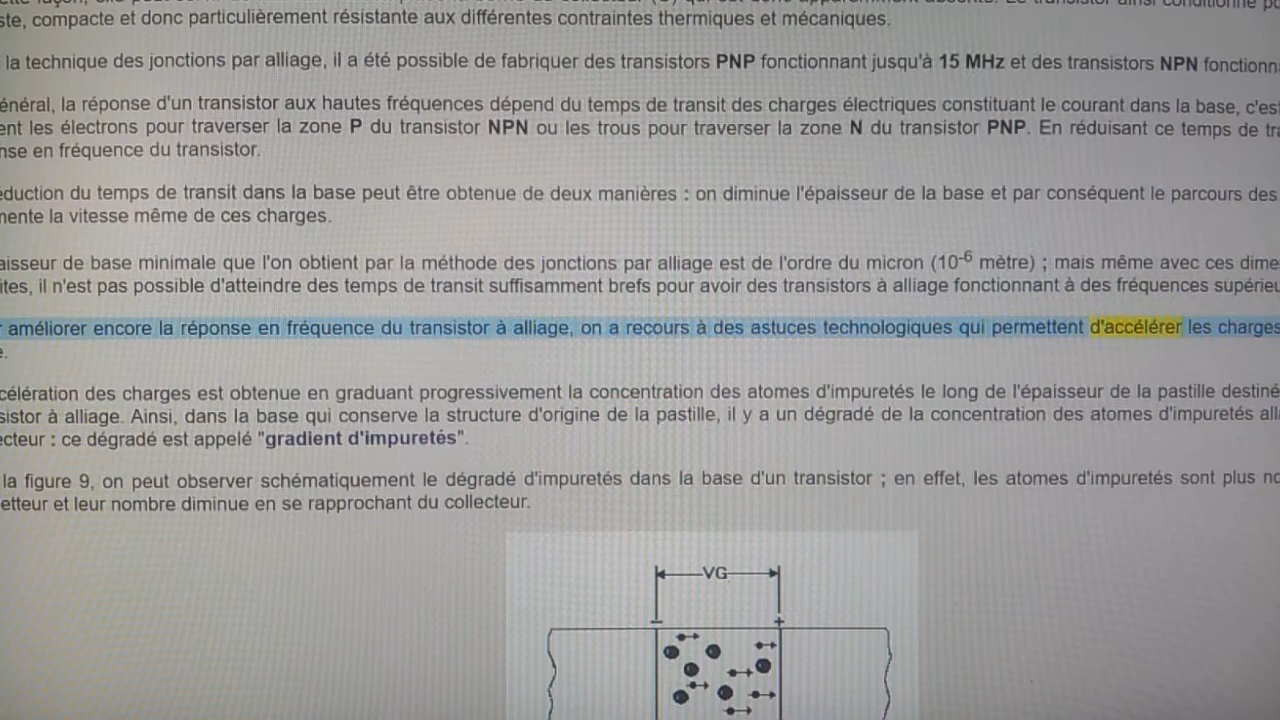 ste, compacte et donc particulièrement résistante aux différentes contraintes thermiques et mécaniques.
la technique des jonctions par alliage, il a été possible de fabriquer des transistors PNP fonctionnant jusqu'à 15 MHz et des transistors NPN fonctionn
énéral, la réponse d'un transistor aux hautes fréquences dépend du temps de transit des charges électriques constituant le courant dans la base, c'es
ent les électrons pour traverser la zone P du transistor NPN ou les trous pour traverser la zone N du transistor PNP. En réduisant ce temps de tra
nse en fréquence du transistor.
éduction du temps de transit dans la base peut être obtenue de deux manières : on diminue l'épaisseur de la base et par conséquent le parcours des
mente la vitesse même de ces charges.
aisseur de base minimale que l'on obtient par la méthode des jonctions par alliage est de l'ordre du micron (10-6 mètre) ; mais même avec ces dime
ites, il n'est pas possible d'atteindre des temps de transit suffisamment brefs pour avoir des transistors à alliage fonctionnant à des fréquences supérieu
r améliorer encore la réponse en fréquence du transistor à alliage, on a recours à des astuces technologiques qui permettent d'accélérer les charges
e.
célération des charges est obtenue en graduant progressivement la concentration des atomes d'impuretés le long de l'épaisseur de la pastille destiné
sistor à alliage. Ainsi, dans la base qui conserve la structure d'origine de la pastille, il y a un dégradé de la concentration des atomes d'impuretés all
ecteur : ce dégradé est appelé "gradient d'impuretés".
la figure 9, on peut observer schématiquement le dégradé d'impuretés dans la base d'un transistor ; en effet, les atomes d'impuretés sont plus no
etteur et leur nombre diminue en se rapprochant du collecteur.
VG
- +